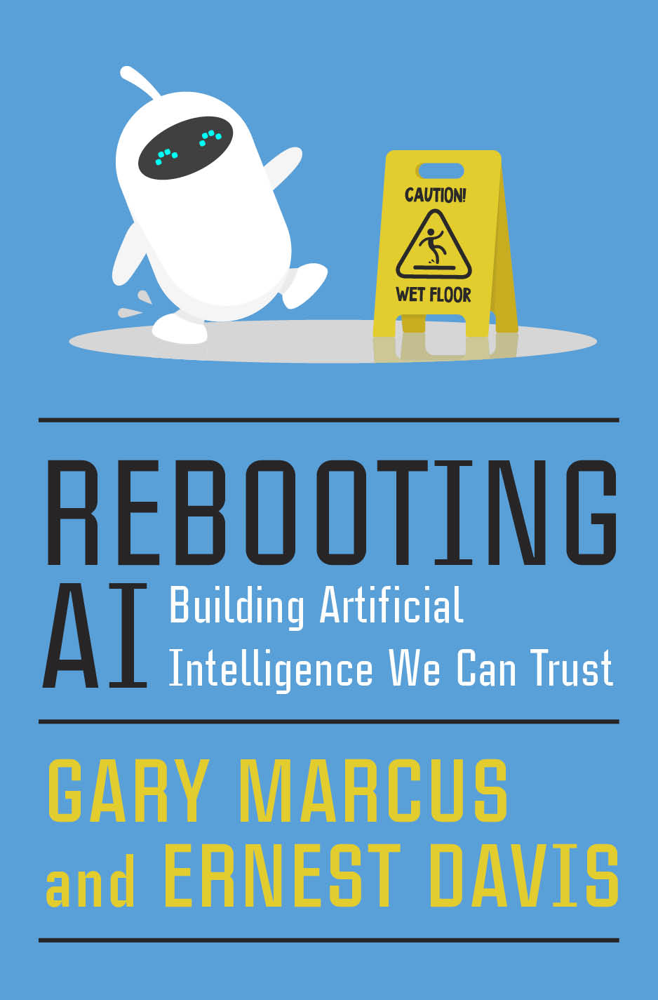 CAUTION!
WET FLOOR
REBOOTING
AI
Building Artificial
Intelligence We Can Trust
GARY MARCUS
and ERNEST DAVIS